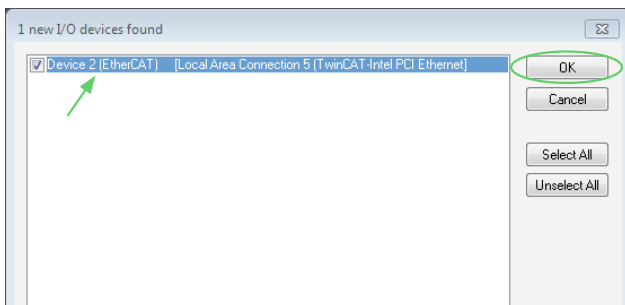 1 new I/O devices found
Device 2 (EtherCAT) [Local Area Connection 5 (TwinCAT-Intel PCI Ethernet]
OK
Cancel
Select All
Unselect All